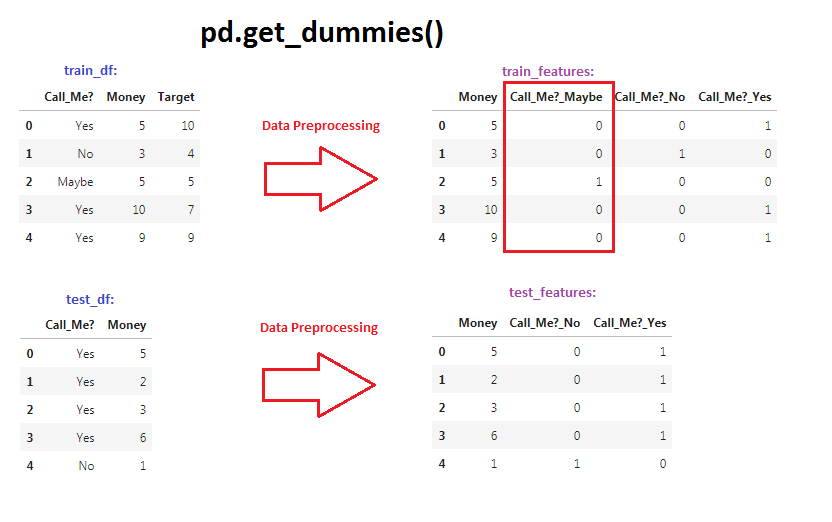 pd.get_dummies()
train_df:
Call_Me? Money Target
0 Yes 5 10
1 No 3 4
2 Maybe 5 5
3 Yes 10 7
4 Yes 9 9
Data Preprocessing
train_features:
Money Call_Me?_Maybe Call_Me?_No Call_Me?_Yes
0 5 0 0 1
1 3 0 1 0
2 5 1 0 0
3 10 0 0 1
4 9 0 0 1
test_df:
Call_Me? Money
0 Yes 5
1 Yes 2
2 Yes 3
3 Yes 6
4 No 1
Data Preprocessing
test_features:
Money Call_Me?_No Call_Me?_Yes
0 5 0 1
1 2 0 1
2 3 0 1
3 6 0 1
4 1 1 0